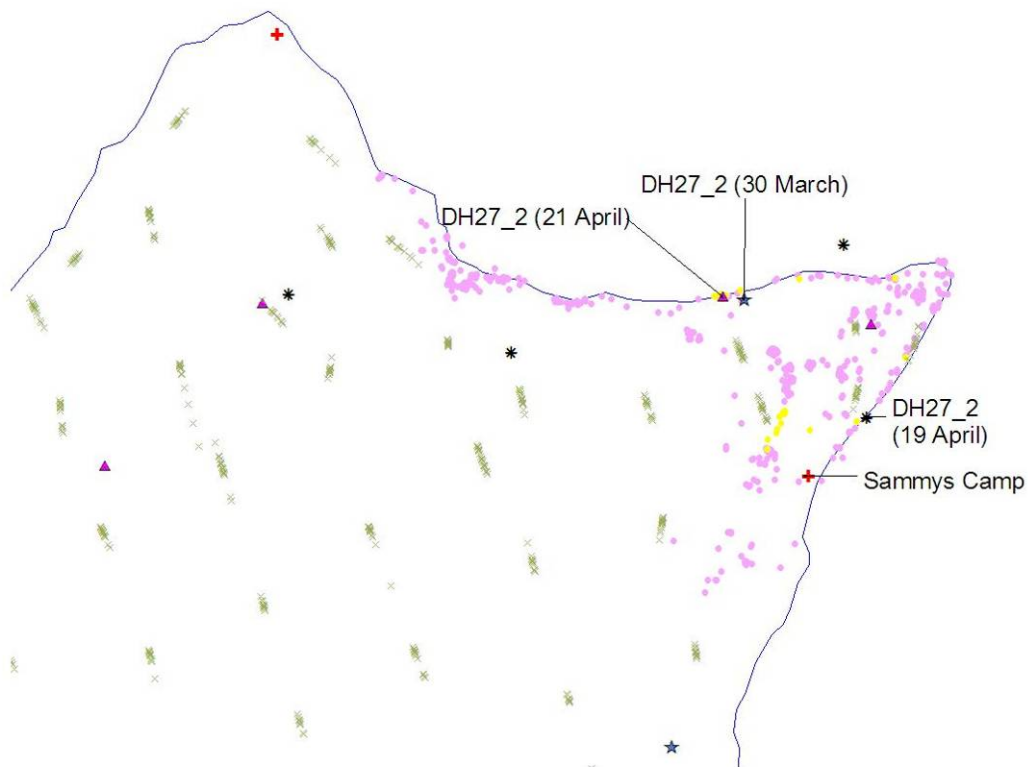 DH27_2 (30 March)
DH27_2 (21 April)
DH27_2
(19 April)
Sammys Camp